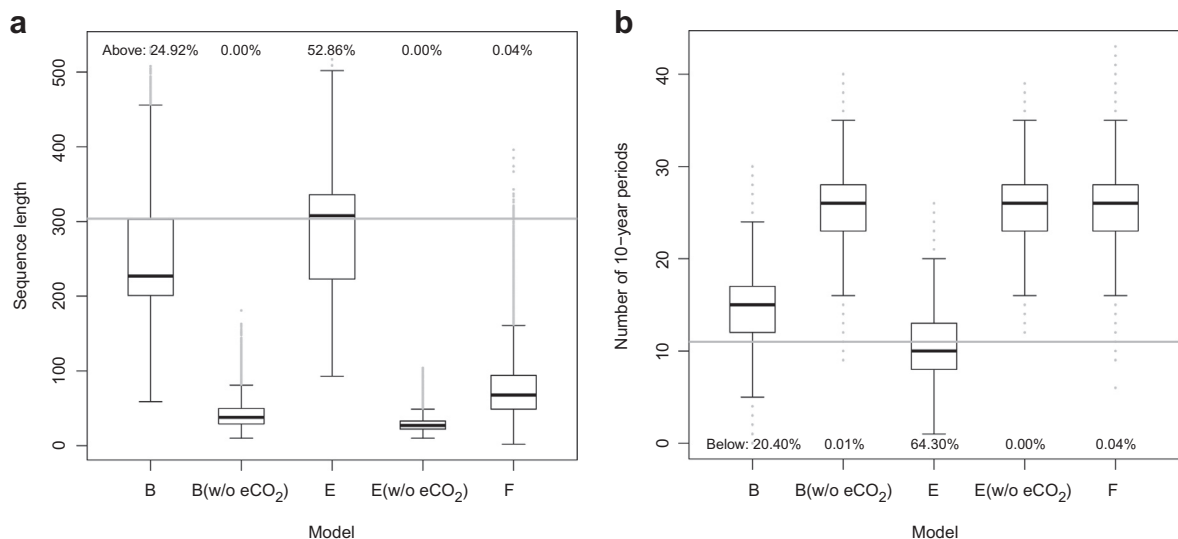 a
Above: 24.92% 0.00% 52.86% 0.00% 0.04%
500
400
300
200
100
0
Sequence length
B B(w/o eCO2) E E(w/o eCO2) F
Model
b
40
30
20
10
0
Number of 10−year periods
Below: 20.40% 0.01% 64.30% 0.00% 0.04%
B B(w/o eCO2) E E(w/o eCO2) F
Model